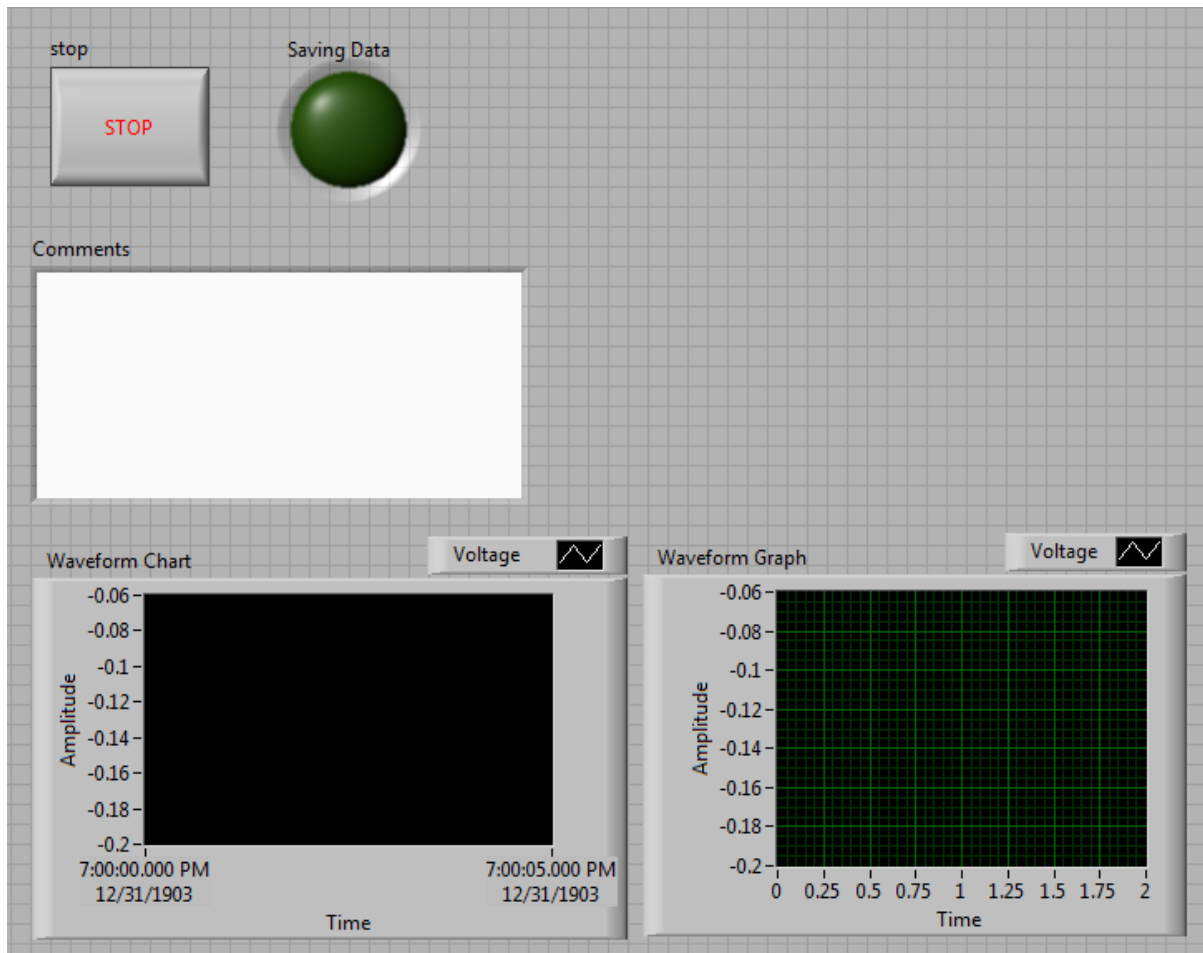 stop
Saving Data
STOP
Comments
Waveform Chart
Voltage
Amplitude
-0.06
-0.08
-0.1
-0.12
-0.14
-0.16
-0.18
-0.2
7:00:00.000 PM
12/31/1903
7:00:05.000 PM
12/31/1903
Time
Waveform Graph
Voltage
Amplitude
-0.06
-0.08
-0.1
-0.12
-0.14
-0.16
-0.18
-0.2
0 0.25 0.5 0.75 1 1.25 1.5 1.75 2
Time